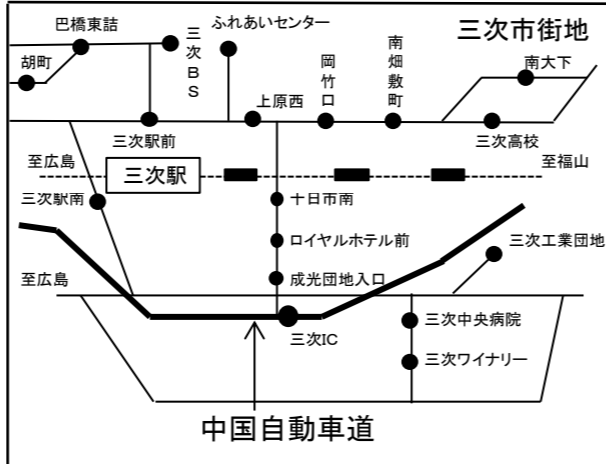 三次市街地
巴橋東詰
三次BS
ふれあいセンター
胡町
岡竹口
南畑敷町
南大下
上原西
三次駅前
三次高校
至広島
三次駅
至福山
三次駅南
十日市南
ロイヤルホテル前
三次工業団地
至広島
成光団地入口
三次IC
三次中央病院
三次ワイナリー
中国自動車道